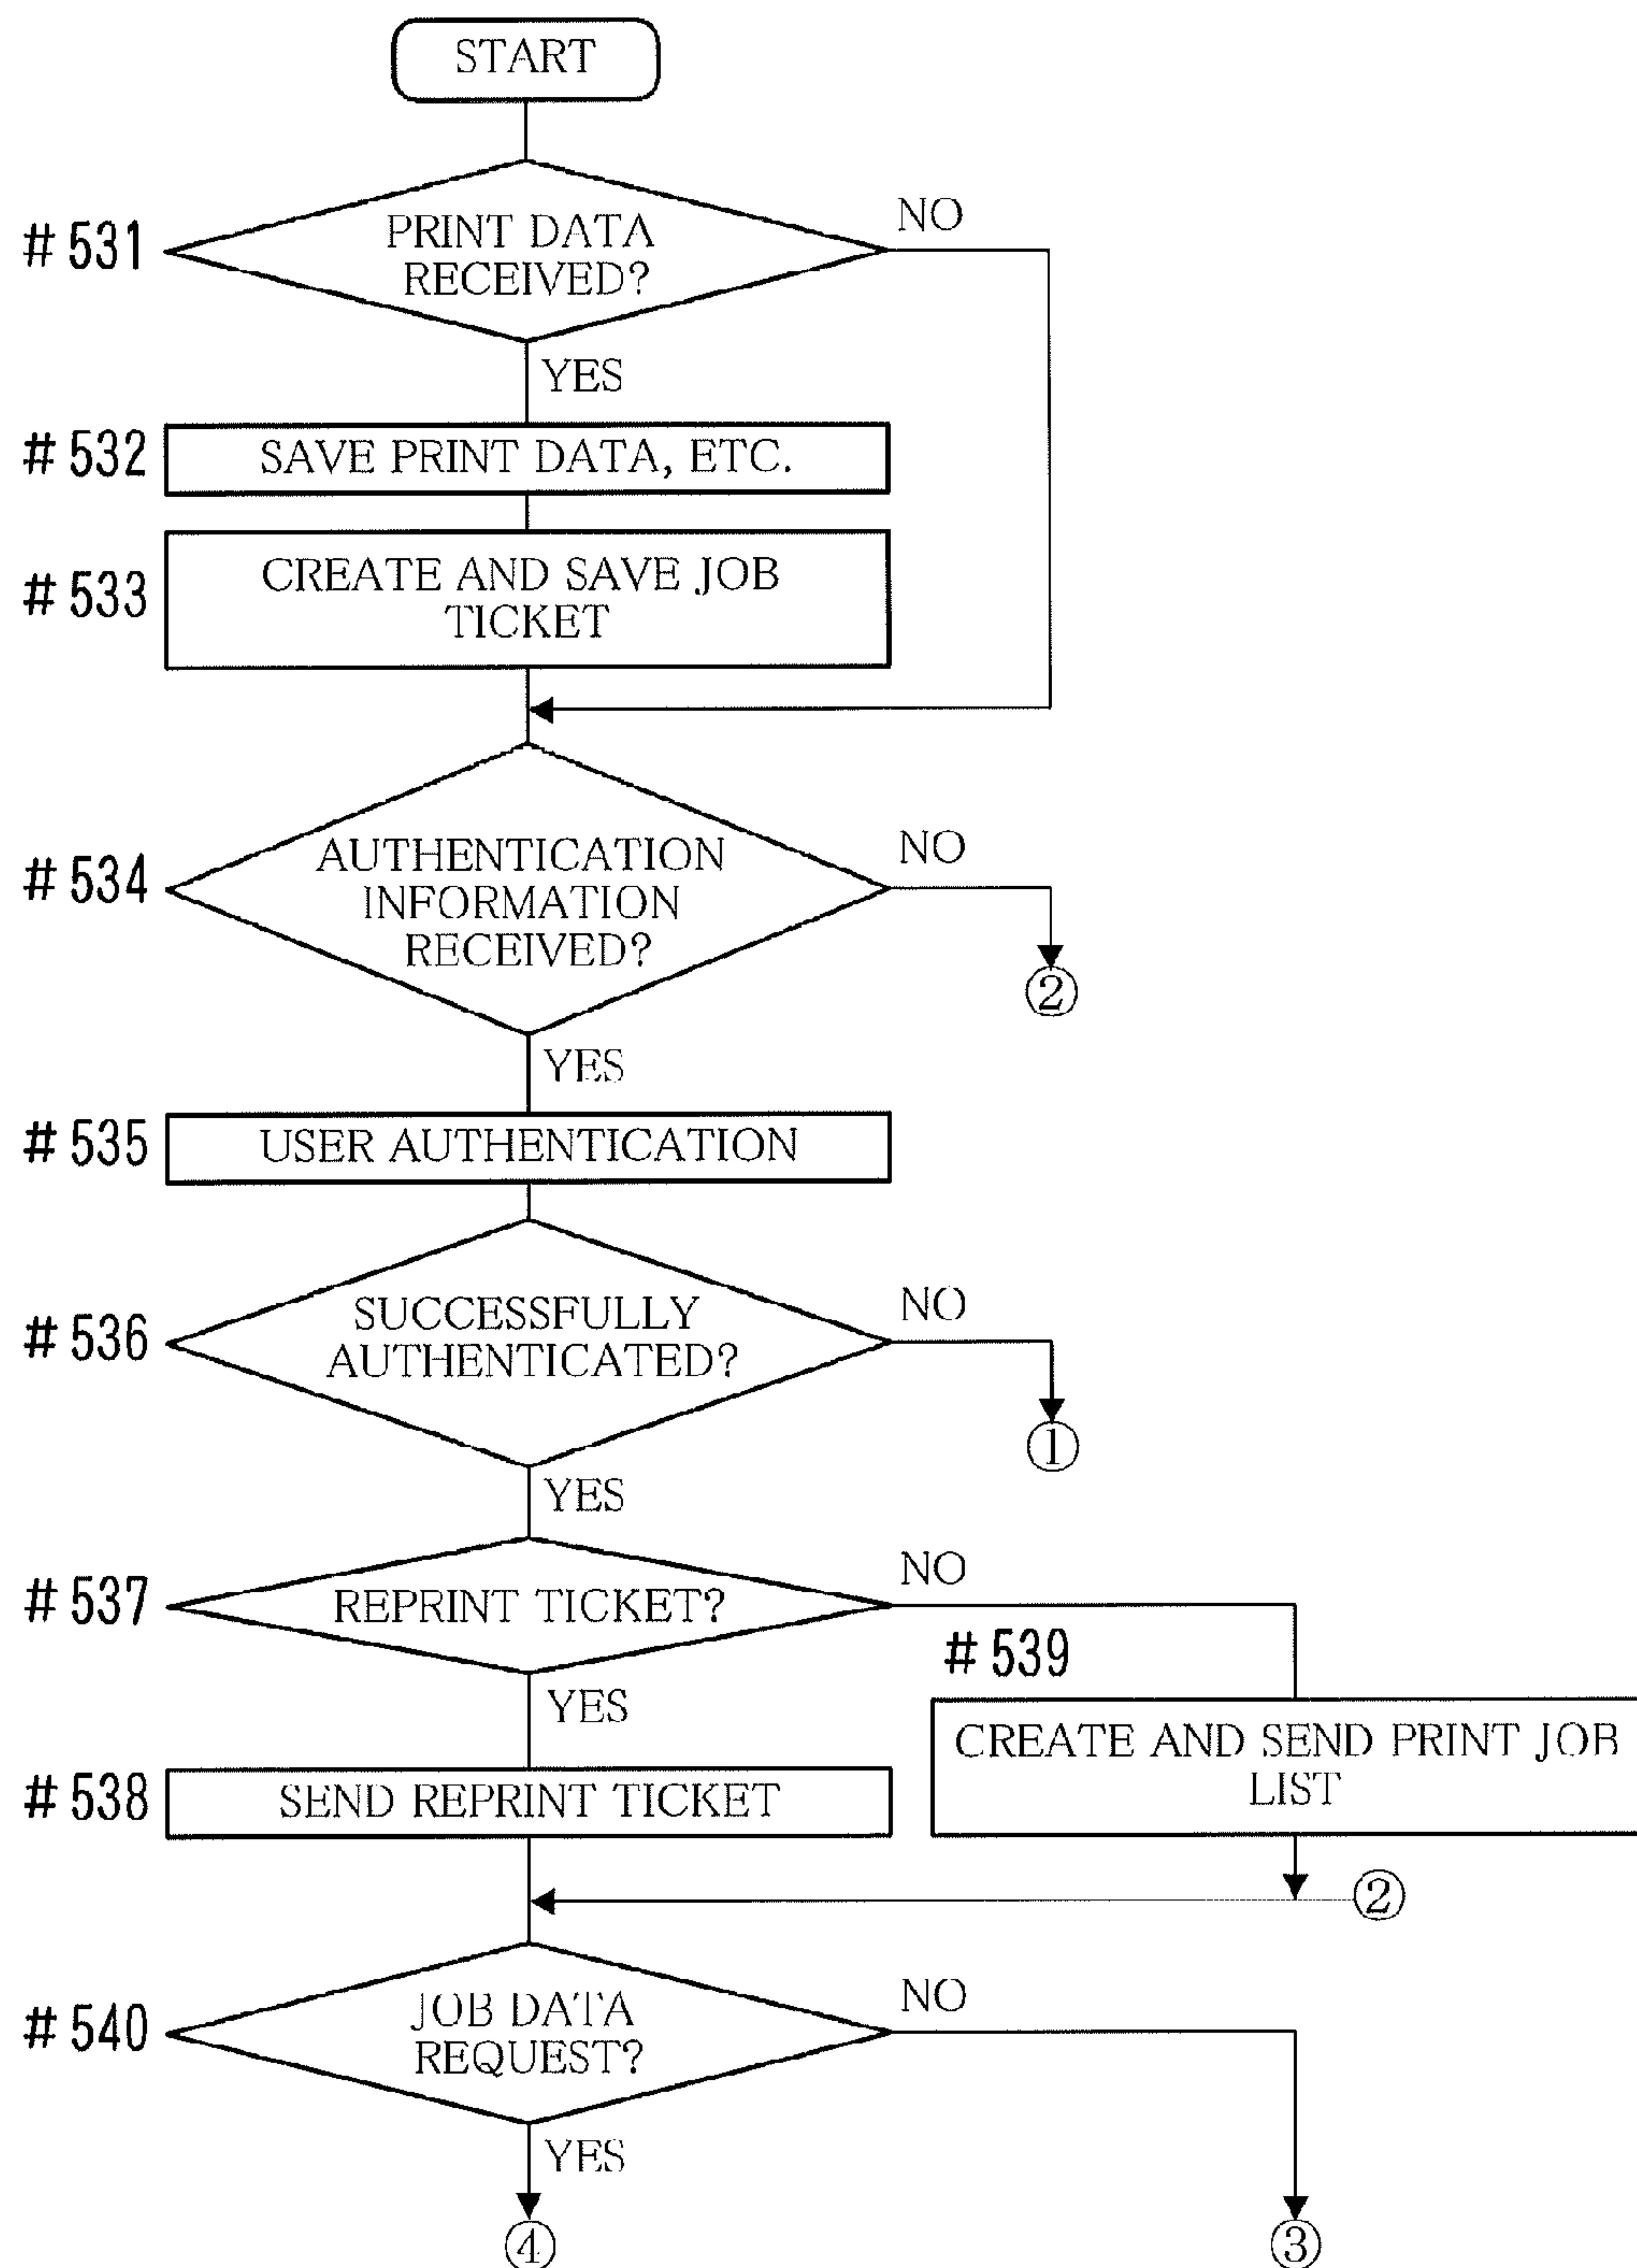 START
# 531
PRINT DATA
RECEIVED?
NO
YES
# 532
SAVE PRINT DATA, ETC.
# 533
CREATE AND SAVE JOB
TICKET
# 534
AUTHENTICATION
INFORMATION
RECEIVED?
NO
②
YES
# 535
USER AUTHENTICATION
# 536
SUCCESSFULLY
AUTHENTICATED?
NO
①
YES
# 537
REPRINT TICKET?
NO
# 539
YES
CREATE AND SEND PRINT JOB
LIST
# 538
SEND REPRINT TICKET
②
# 540
JOB DATA
REQUEST?
NO
YES
④
③